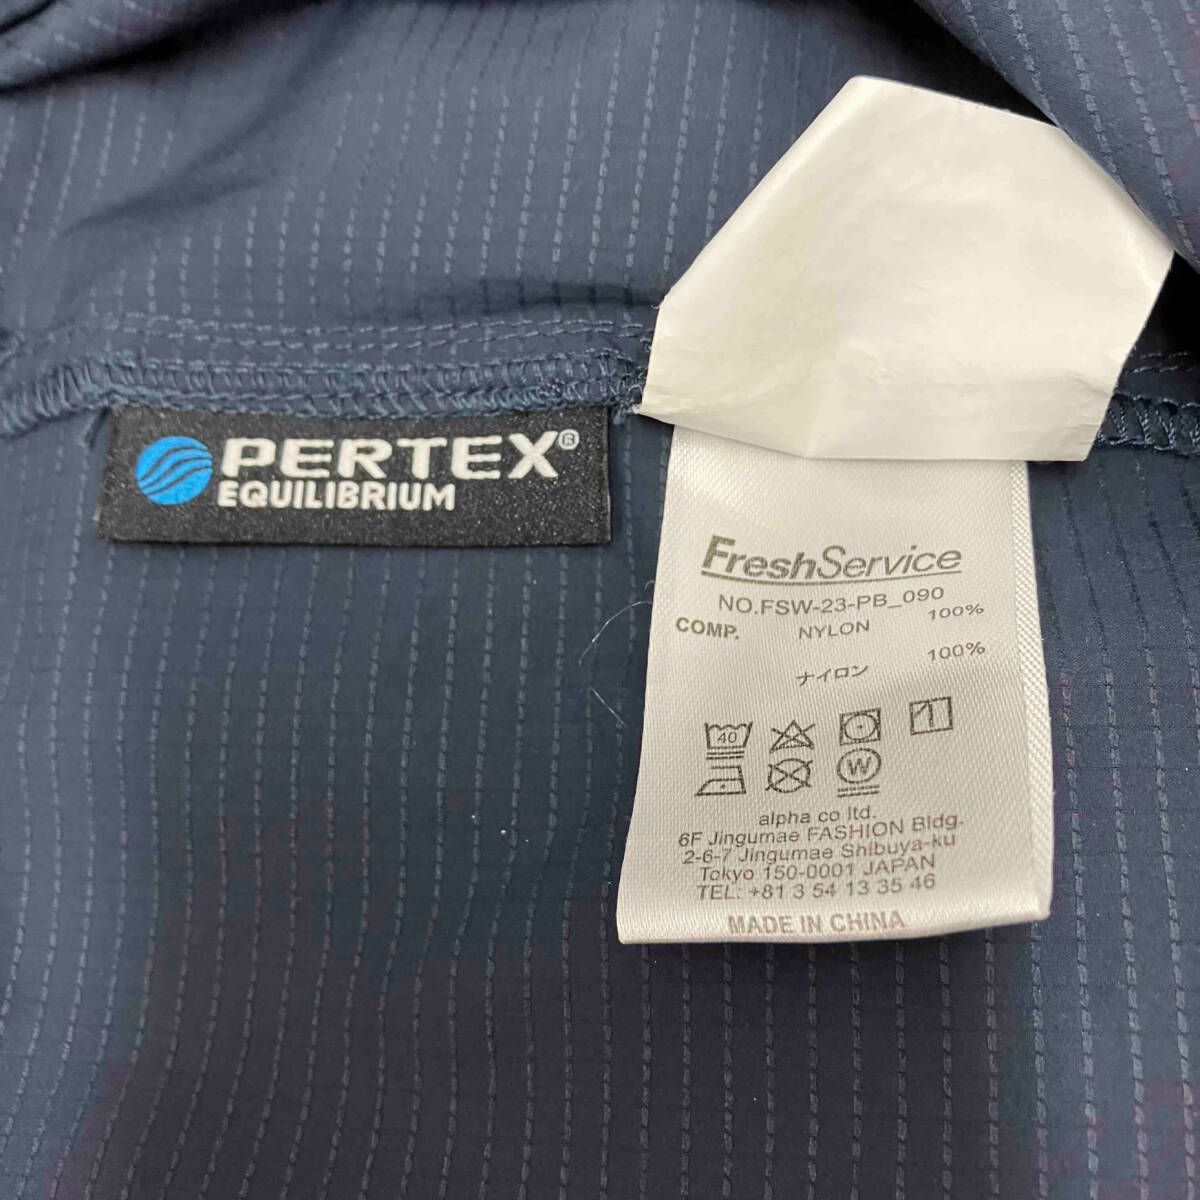 PERTEX®
EQUILIBRIUM
FreshService
NO.FSW-23-PB_090
COMP. NYLON 100%
ナイロン 100%
40
W
alpha co ltd.
6F Jingumae FASHION Bldg.
2-6-7 Jingumae Shibuya-ku
Tokyo 150-0001 JAPAN
TEL: +81 3 54 13 35 46
MADE IN CHINA